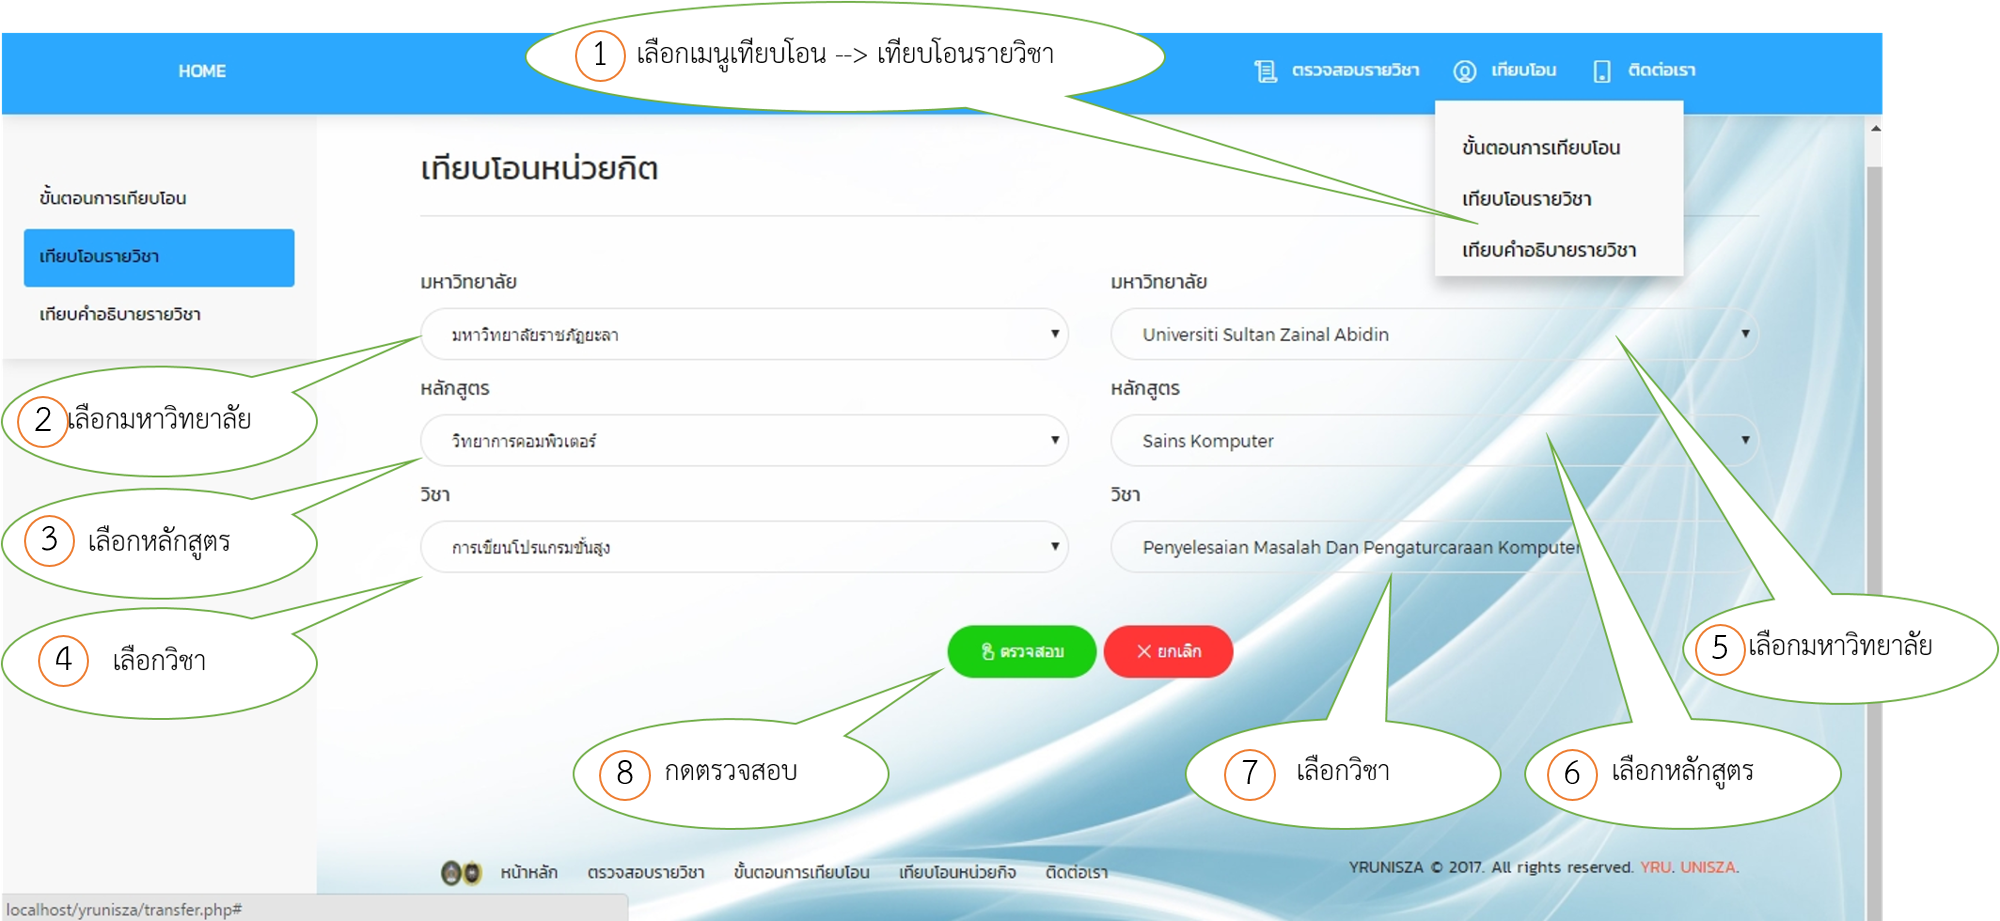 1 เลือกเมนูเทียบโอน --> เทียบโอนรายวิชา
HOME
ตรวจสอบรายวิชา
เทียบโอน
ติดต่อเรา
ขั้นตอนการเทียบโอน
เทียบโอนรายวิชา
เทียบคำอธิบายรายวิชา
ขั้นตอนการเทียบโอน
เทียบโอนรายวิชา
เทียบคำอธิบายรายวิชา
เทียบโอนหน่วยกิต
มหาวิทยาลัย
มหาวิทยาลัย
มหาวิทยาลัยราชภัฏยะลา
Universiti Sultan Zainal Abidin
หลักสูตร
หลักสูตร
วิทยาการคอมพิวเตอร์
Sains Komputer
วิชา
วิชา
การเขียนโปรแกรมขั้นสูง
Penyelesaian Masalah Dan Pengaturcaraan Komputer
2 เลือกมหาวิทยาลัย
3 เลือกหลักสูตร
4 เลือกวิชา
ตรวจสอบ
ยกเลิก
5 เลือกมหาวิทยาลัย
8 กดตรวจสอบ
7 เลือกวิชา
6 เลือกหลักสูตร
หน้าหลัก ตรวจสอบรายวิชา ขั้นตอนการเทียบโอน เทียบโอนหน่วยกิจ ติดต่อเรา
YRUNISZA © 2017. All rights reserved. YRU. UNISZA.
localhost/yrunisza/transfer.php#